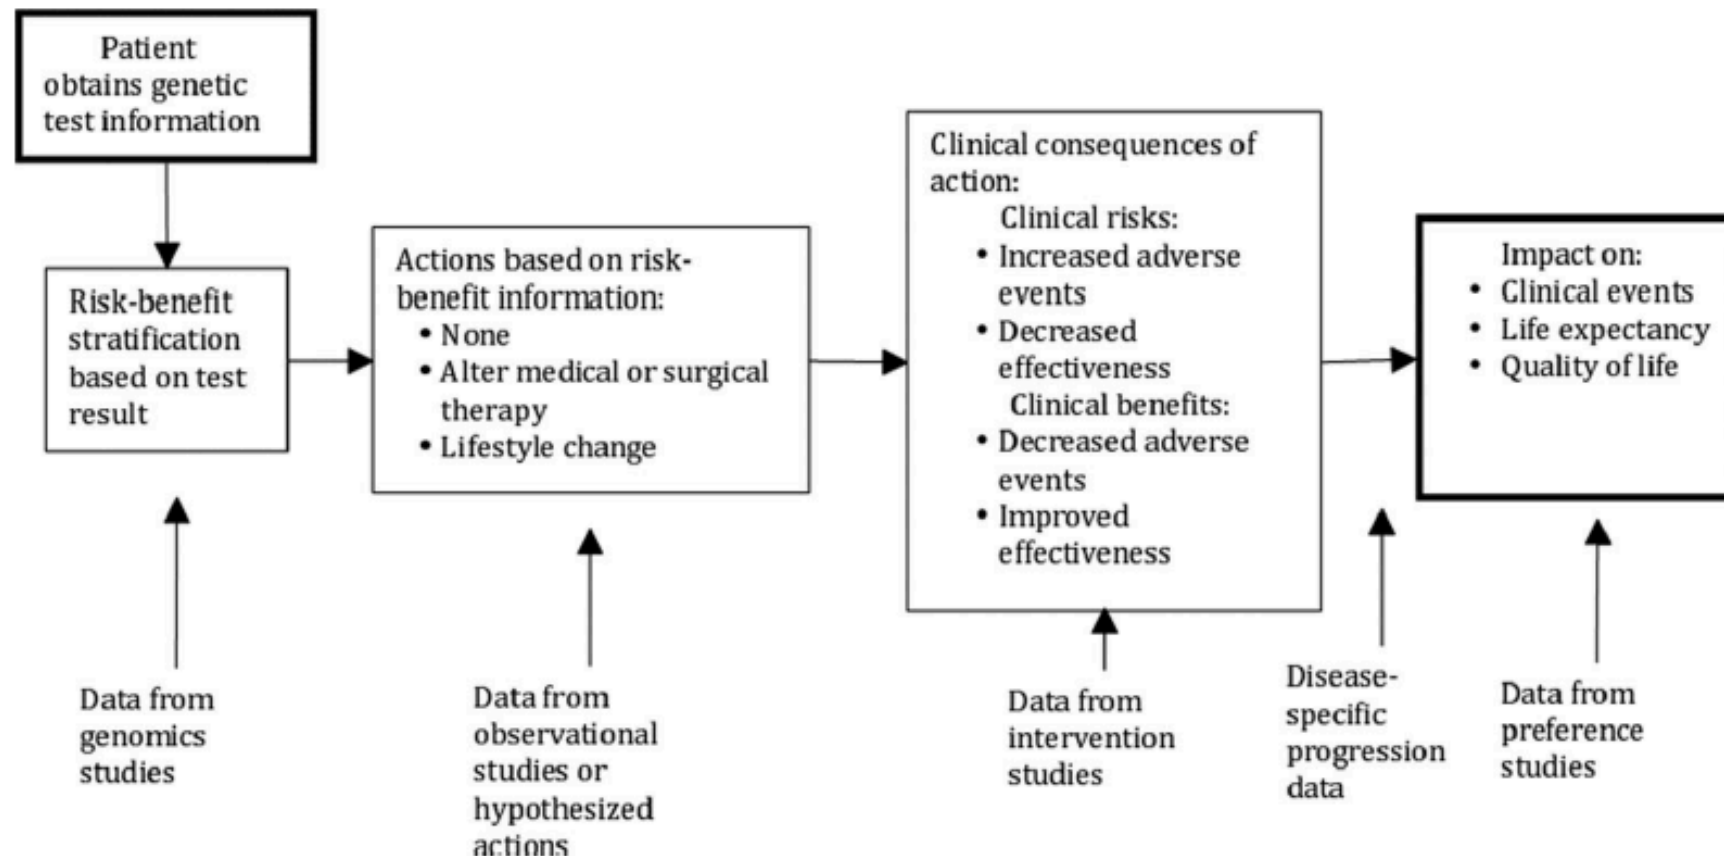 Patient
obtains genetic
test information
Risk-benefit
stratification
based on test
result
Actions based on risk-
benefit information:
• None
• Alter medical or surgical
therapy
• Lifestyle change
Clinical consequences of
action:
Clinical risks:
• Increased adverse
events
• Decreased
effectiveness
Clinical benefits:
• Decreased adverse
events
• Improved
effectiveness
Impact on:
• Clinical events
• Life expectancy
• Quality of life
Data from
genomics
studies
Data from
observational
studies or
hypothesized
actions
Data from
intervention
studies
Disease-
specific
progression
data
Data from
preference
studies